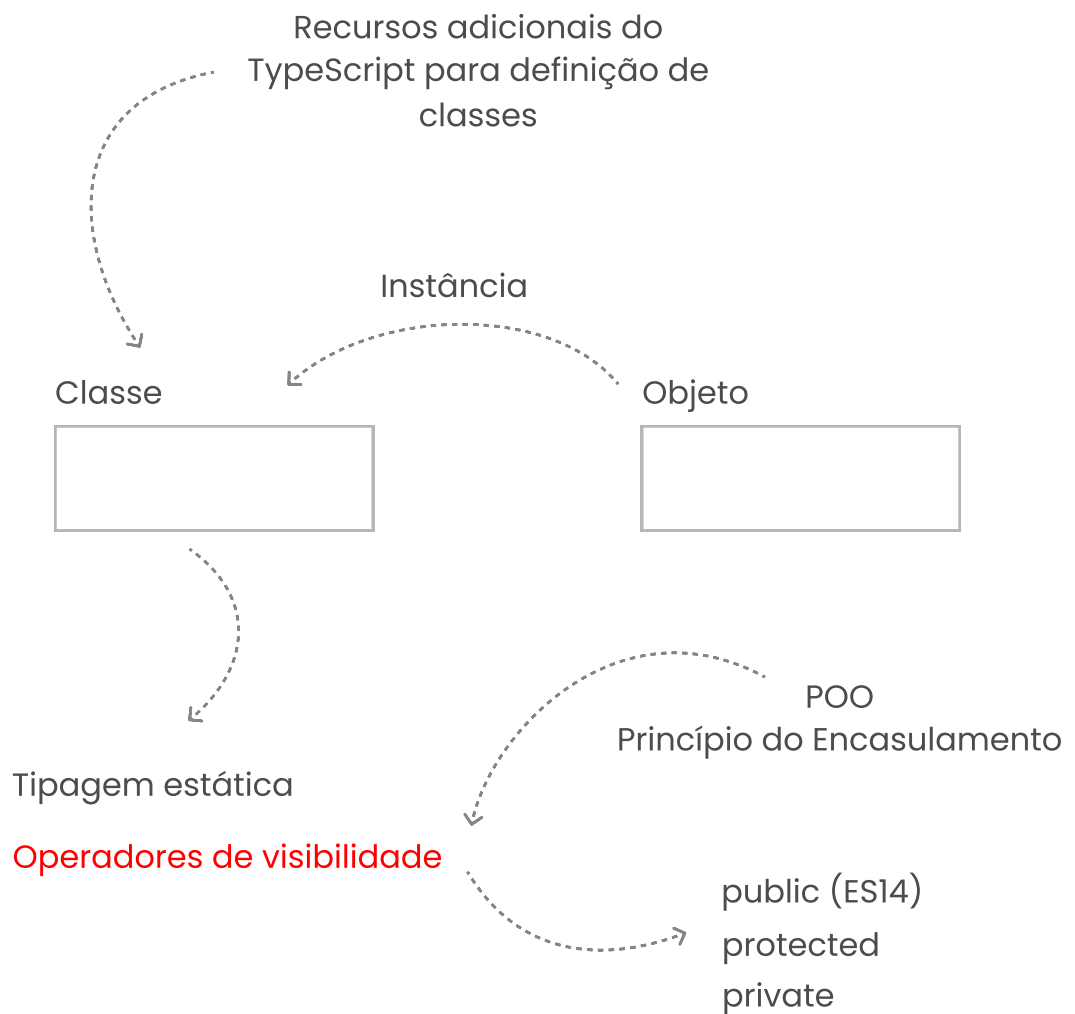 Recursos adicionais do
TypeScript para definição de
classes
Instância
Classe
Objeto
POO
Princípio do Encasulamento
Tipagem estática
Operadores de visibilidade
public (ES14)
protected
private